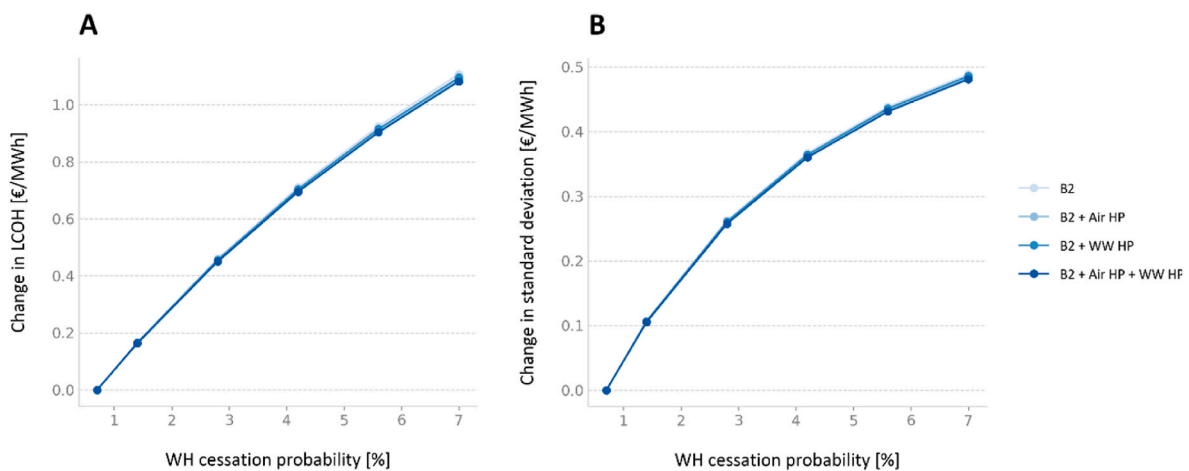 A
Change in LCOH [€/MWh]
1.0
0.8
0.6
0.4
0.2
0.0
1 2 3 4 5 6 7
WH cessation probability [%]
B
Change in standard deviation [€/MWh]
0.5
0.4
0.3
0.2
0.1
0.0
1 2 3 4 5 6 7
WH cessation probability [%]
B2
B2 + Air HP
B2 + WW HP
B2 + Air HP + WW HP